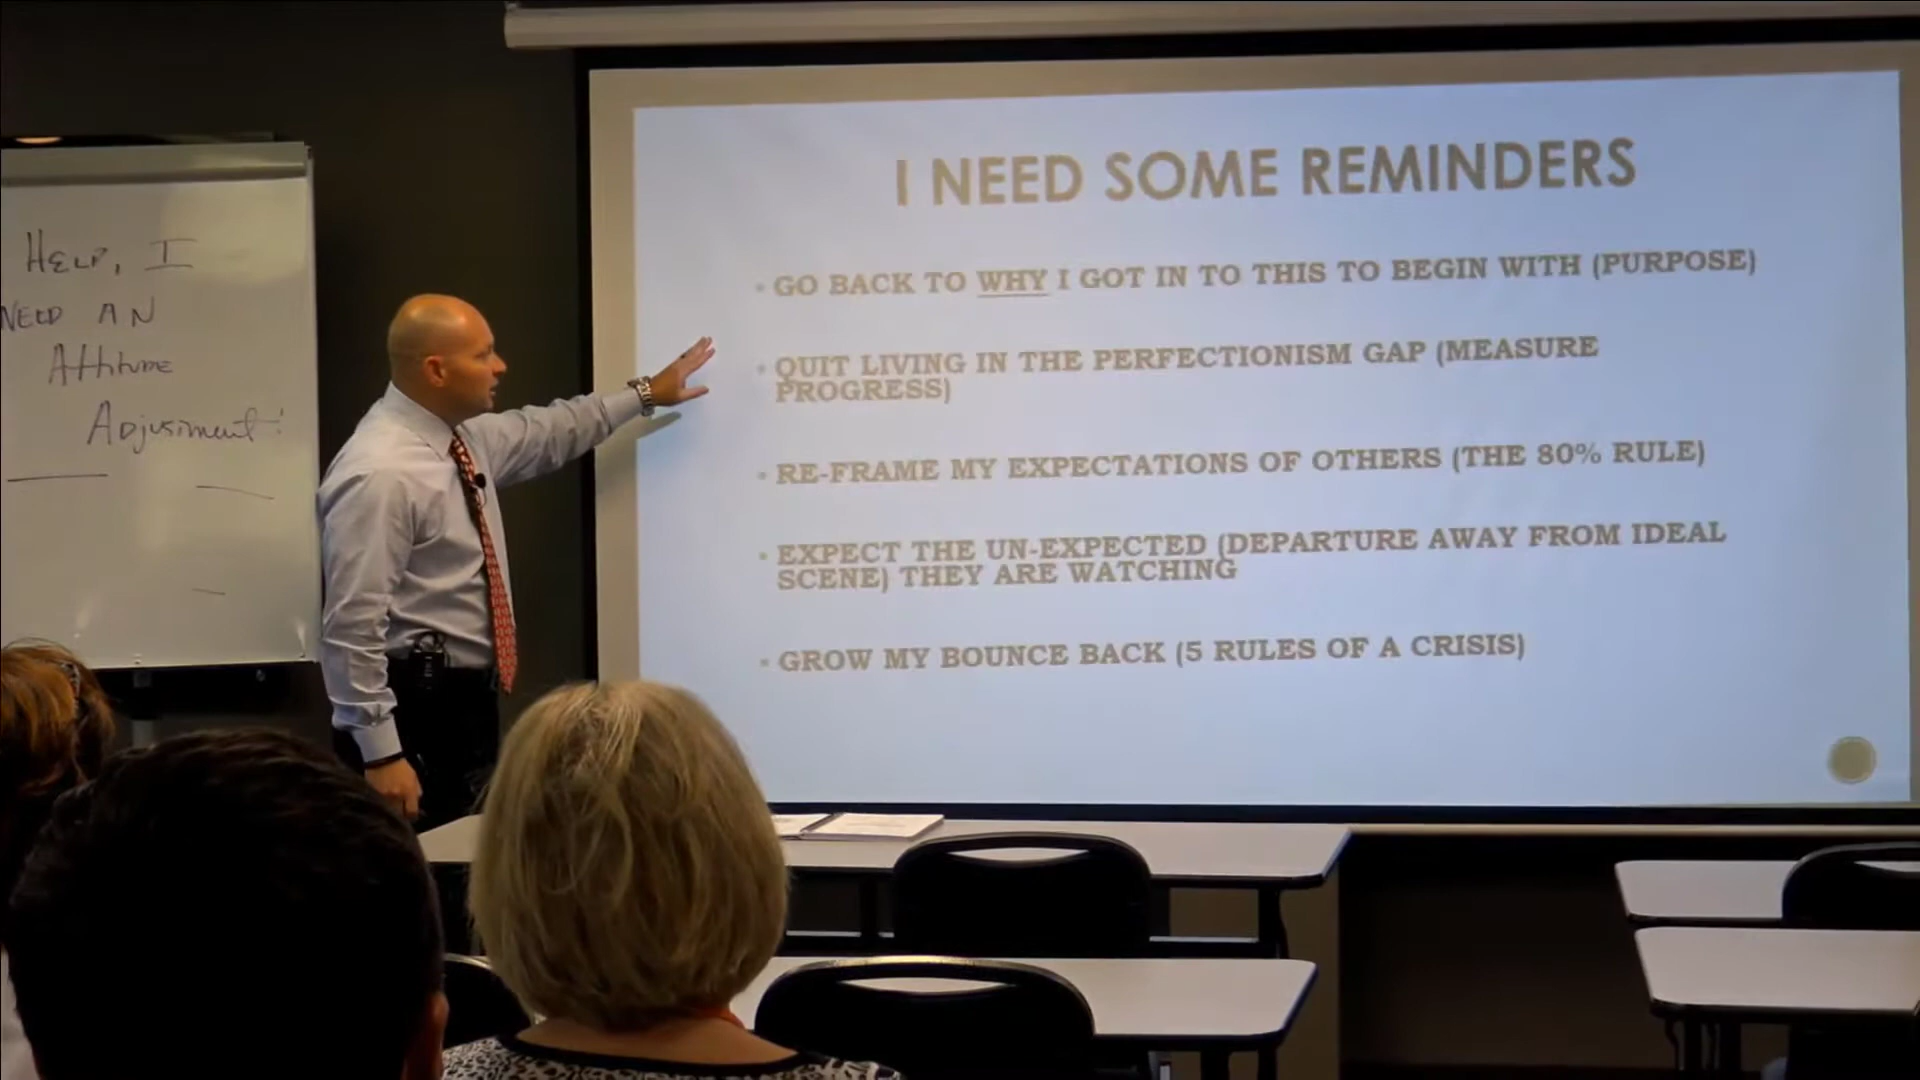 HELP, I
NEED AN
Attitude
Adjustment!
I NEED SOME REMINDERS
• GO BACK TO WHY I GOT IN TO THIS TO BEGIN WITH (PURPOSE)
• QUIT LIVING IN THE PERFECTIONISM GAP (MEASURE
PROGRESS)
• RE-FRAME MY EXPECTATIONS OF OTHERS (THE 80% RULE)
• EXPECT THE UN-EXPECTED (DEPARTURE AWAY FROM IDEAL
SCENE) THEY ARE WATCHING
• GROW MY BOUNCE BACK (5 RULES OF A CRISIS)